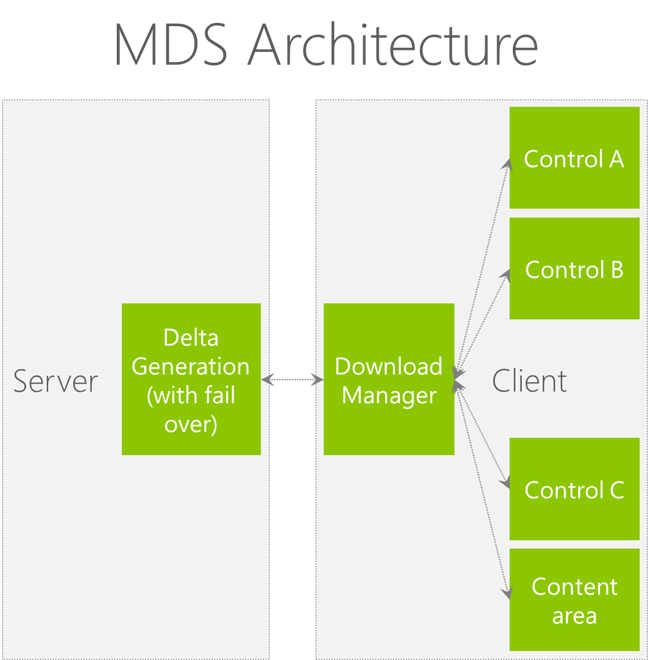 MDS Architecture
Server
Delta
Generation
(with fail
over)
Download
Manager
Client
Control A
Control B
Control C
Content
area